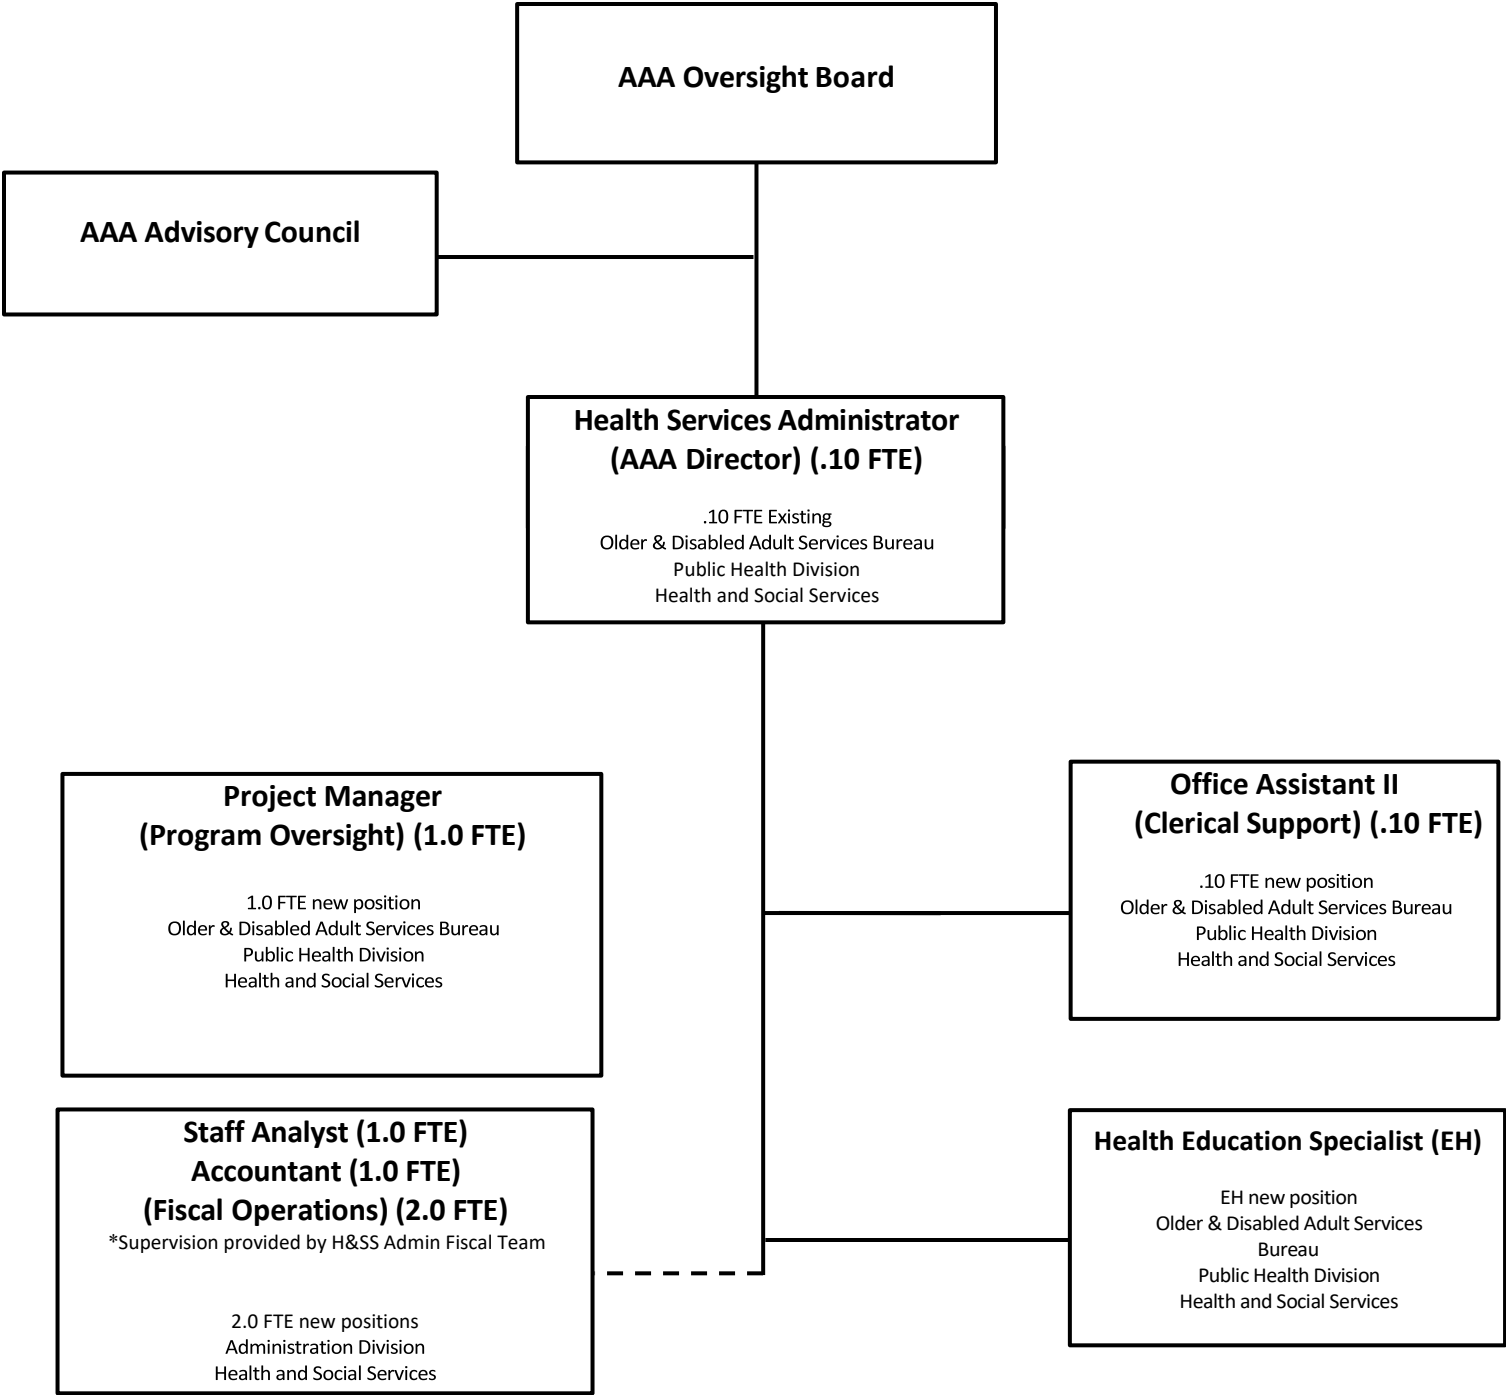 AAA Oversight Board
AAA Advisory Council
Health Services Administrator
(AAA Director) (.10 FTE)
.10 FTE Existing
Older & Disabled Adult Services Bureau
Public Health Division
Health and Social Services
Project Manager
(Program Oversight) (1.0 FTE)
1.0 FTE new position
Older & Disabled Adult Services Bureau
Public Health Division
Health and Social Services
Office Assistant II
(Clerical Support) (.10 FTE)
.10 FTE new position
Older & Disabled Adult Services Bureau
Public Health Division
Health and Social Services
Staff Analyst (1.0 FTE)
Accountant (1.0 FTE)
(Fiscal Operations) (2.0 FTE)
*Supervision provided by H&SS Admin Fiscal Team
2.0 FTE new positions
Administration Division
Health and Social Services
Health Education Specialist (EH)
EH new position
Older & Disabled Adult Services
Bureau
Public Health Division
Health and Social Services